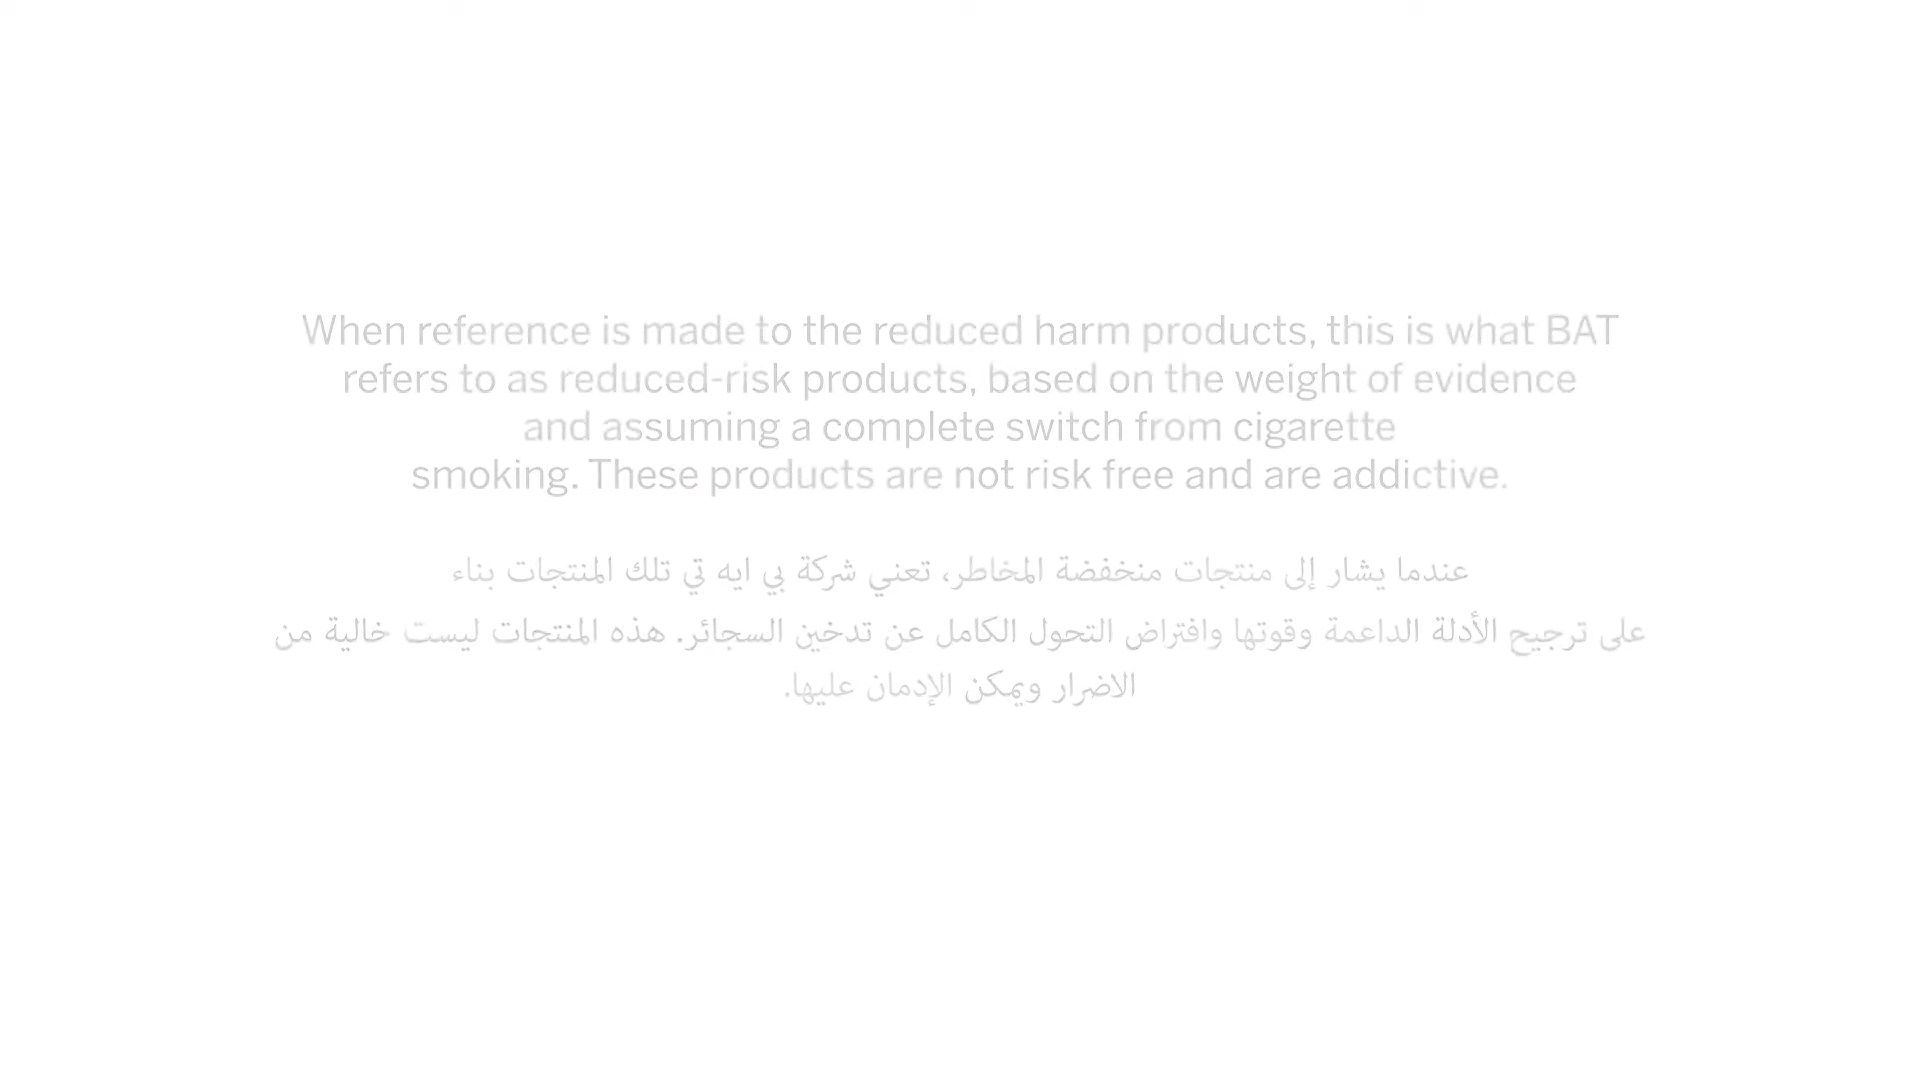 When reference is made to the reduced harm products, this is what BAT
refers to as reduced-risk products, based on the weight of evidence
and assuming a complete switch from cigarette
smoking. These products are not risk free and are addictive.
عندما يشار إلى منتجات منخفضة المخاطر، تعني شركة بي ايه تي تلك المنتجات بناء
على ترجيح الأدلة الداعمة وقوتها وافتراض التحول الكامل عن تدخين السجائر. هذه المنتجات ليست خالية من
الاضرار ويمكن الإدمان عليها.